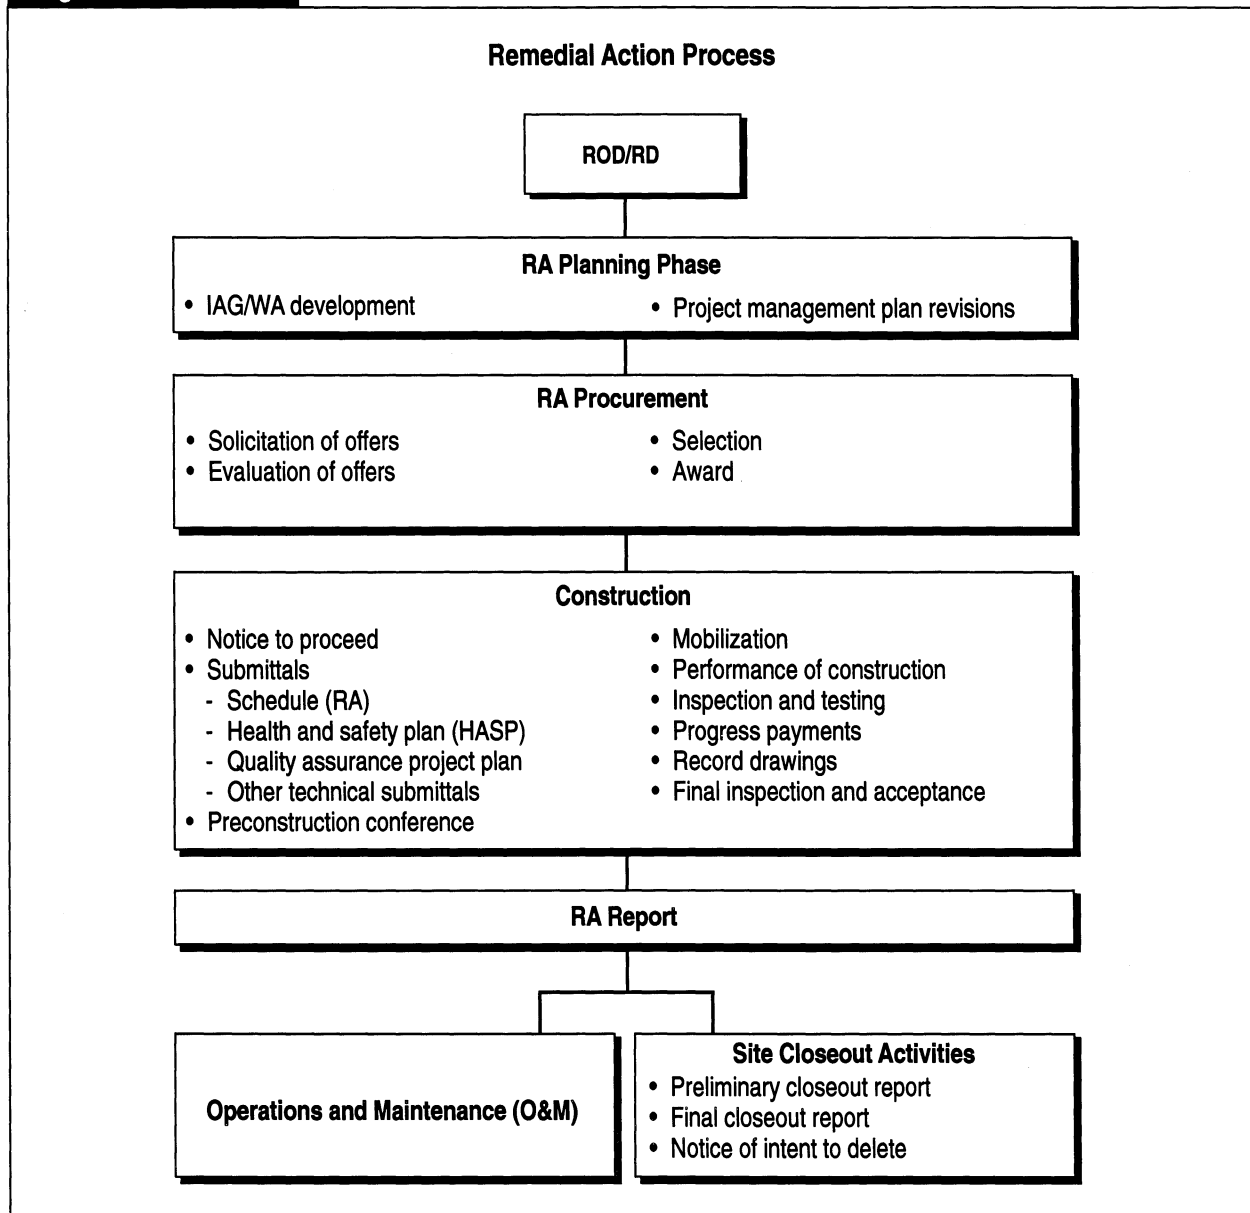 Remedial Action Process
ROD/RD
RA Planning Phase
• IAG/WA development
• Project management plan revisions
RA Procurement
• Solicitation of offers
• Evaluation of offers
• Selection
• Award
Construction
• Notice to proceed
• Submittals
- Schedule (RA)
- Health and safety plan (HASP)
- Quality assurance project plan
- Other technical submittals
• Preconstruction conference
• Mobilization
• Performance of construction
• Inspection and testing
• Progress payments
• Record drawings
• Final inspection and acceptance
RA Report
Operations and Maintenance (O&M)
Site Closeout Activities
• Preliminary closeout report
• Final closeout report
• Notice of intent to delete